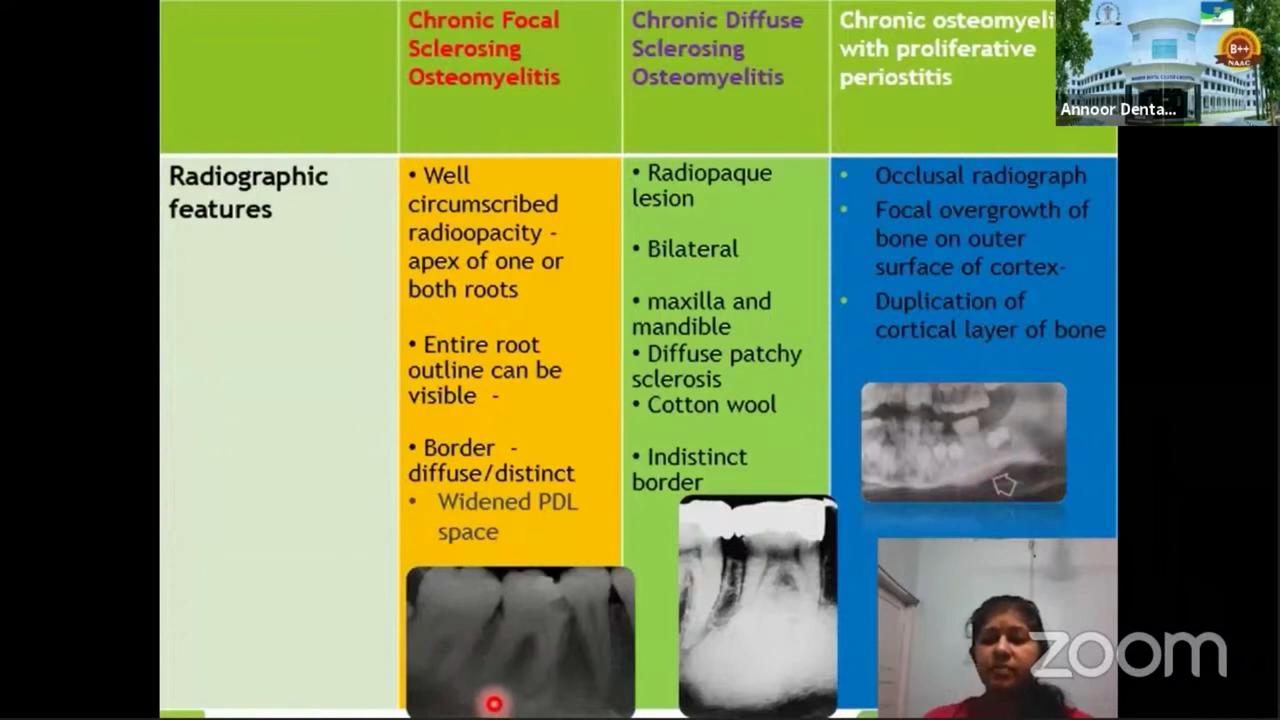 Chronic Focal
Sclerosing
Osteomyelitis
Chronic Diffuse
Sclerosing
Osteomyelitis
Chronic osteomyeli
with proliferative
periostitis
B++
NAAC
Annoor Denta...
Radiographic
features
• Well
circumscribed
radioopacity -
apex of one or
both roots
• Entire root
outline can be
visible -
• Border -
diffuse/distinct
• Widened PDL
space
• Radiopaque
lesion
• Bilateral
• maxilla and
mandible
• Diffuse patchy
sclerosis
• Cotton wool
• Indistinct
border
• Occlusal radiograph
• Focal overgrowth of
bone on outer
surface of cortex-
• Duplication of
cortical layer of bone
zoom